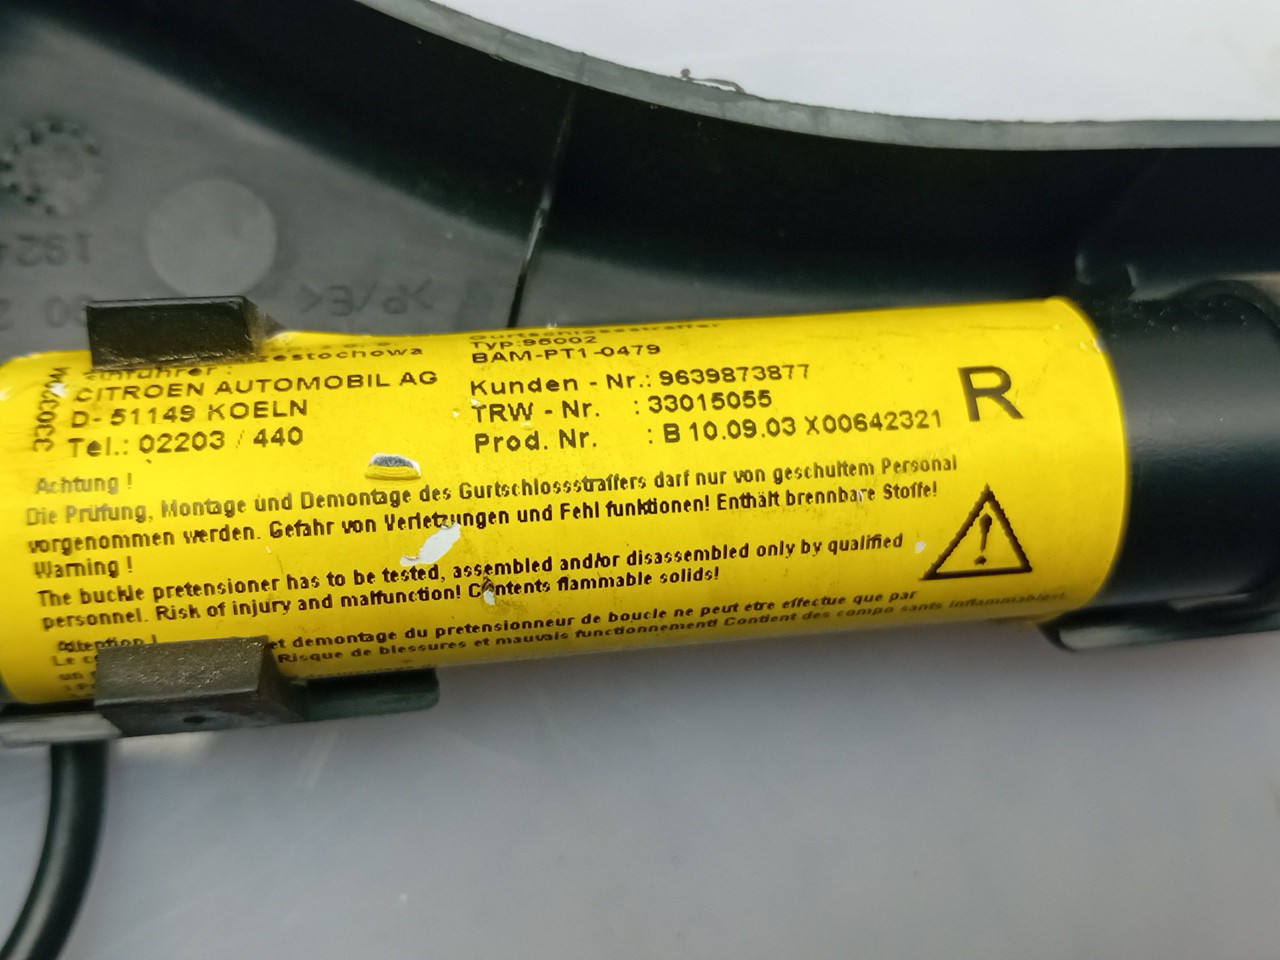 Gurtschlossstraffer
Typ:96002
BAM-PT1-0479
Kunden - Nr.: 9639873877
TRW - Nr. : 33015055
Prod. Nr. : B 10.09.03 X00642321
R
Einführer :
CITROEN AUTOMOBIL AG
D- 51149 KOELN
Tel.: 02203 / 440
Achtung !
Die Prüfung, Montage und Demontage des Gurtschlossstraffers darf nur von geschultem Personal
vorgenommen werden. Gefahr von Verletzungen und Fehl funktionen! Enthält brennbare Stoffe!
Warning !
The buckle pretensioner has to be tested, assembled and/or disassembled only by qualified
personnel. Risk of injury and malfunction! Contents flammable solids!
Attention !
Le et demontage du pretensionneur de boucle ne peut etre effectue que par
un Risque de blessures et mauvais functionnement! Contient des compo sants inflammables!
>P/E<